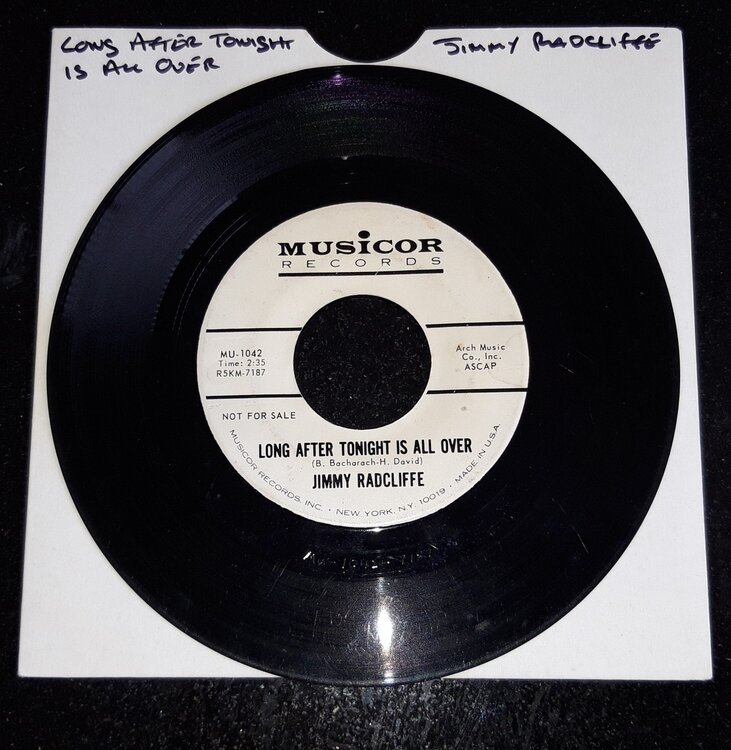 LONG AFTER TONIGHT
IS ALL OVER
JIMMY RADCLIFFE
MUSiCOR
RECORDS
MU-1042
Time: 2:35
R5KM-7187
Arch Music
Co., Inc.
ASCAP
NOT FOR SALE
LONG AFTER TONIGHT IS ALL OVER
(B. Bacharach-H. David)
JIMMY RADCLIFFE
MUSICOR RECORDS, INC. • NEW YORK, N.Y. 10019 • MADE IN U.S.A.